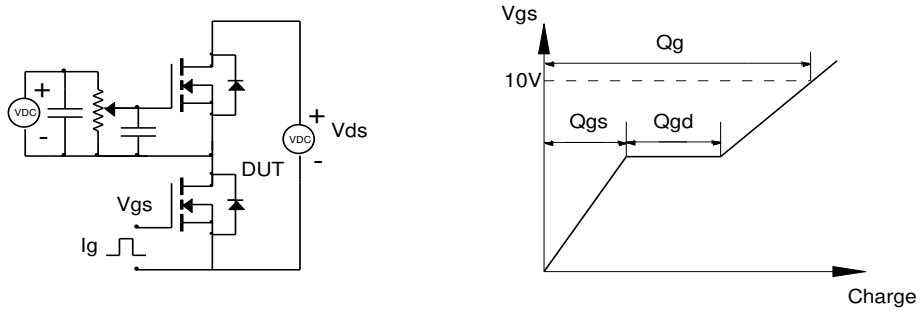 +
VDC
-
+
VDC
-
Vds
DUT
Vgs
Ig
Vgs
Qg
10V
Qgs
Qgd
Charge